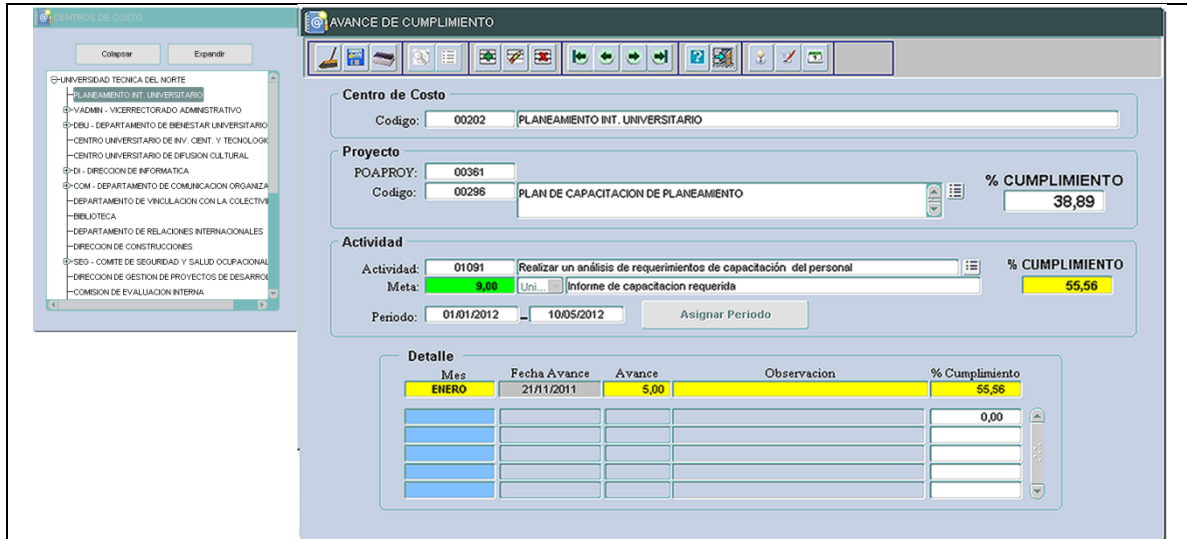 CENTROS DE COSTO
Colapsar Expandir
UNIVERSIDAD TECNICA DEL NORTE
PLANEAMIENTO INT. UNIVERSITARIO
VADMIN - VICERRECTORADO ADMINISTRATIVO
DBU - DEPARTAMENTO DE BIENESTAR UNIVERSITARIO
CENTRO UNIVERSITARIO DE INV. CIENT. Y TECNOLOGIC
CENTRO UNIVERSITARIO DE DIFUSION CULTURAL
DI - DIRECCION DE INFORMATICA
COM - DEPARTAMENTO DE COMUNICACION ORGANIZA
DEPARTAMENTO DE VINCULACION CON LA COLECTIVI
BIBLIOTECA
DEPARTAMENTO DE RELACIONES INTERNACIONALES
DIRECCION DE CONSTRUCCIONES
SEG - COMITE DE SEGURIDAD Y SALUD OCUPACIONAL
DIRECCION DE GESTION DE PROYECTOS DE DESARROL
COMISION DE EVALUACION INTERNA
AVANCE DE CUMPLIMIENTO
Centro de Costo
Codigo: 00202 PLANEAMIENTO INT. UNIVERSITARIO
Proyecto
POAPROY: 00361
Codigo: 00296 PLAN DE CAPACITACION DE PLANEAMIENTO
% CUMPLIMIENTO
38,89
Actividad
Actividad: 01091 Realizar un análisis de requerimientos de capacitación del personal
Meta: 9,00 Uni... Informe de capacitacion requerida
% CUMPLIMIENTO
55,56
Periodo: 01/01/2012 - 10/05/2012 Asignar Periodo
Detalle
Mes Fecha Avance Avance Observacion % Cumplimiento
ENERO 21/11/2011 5,00 55,56
0,00